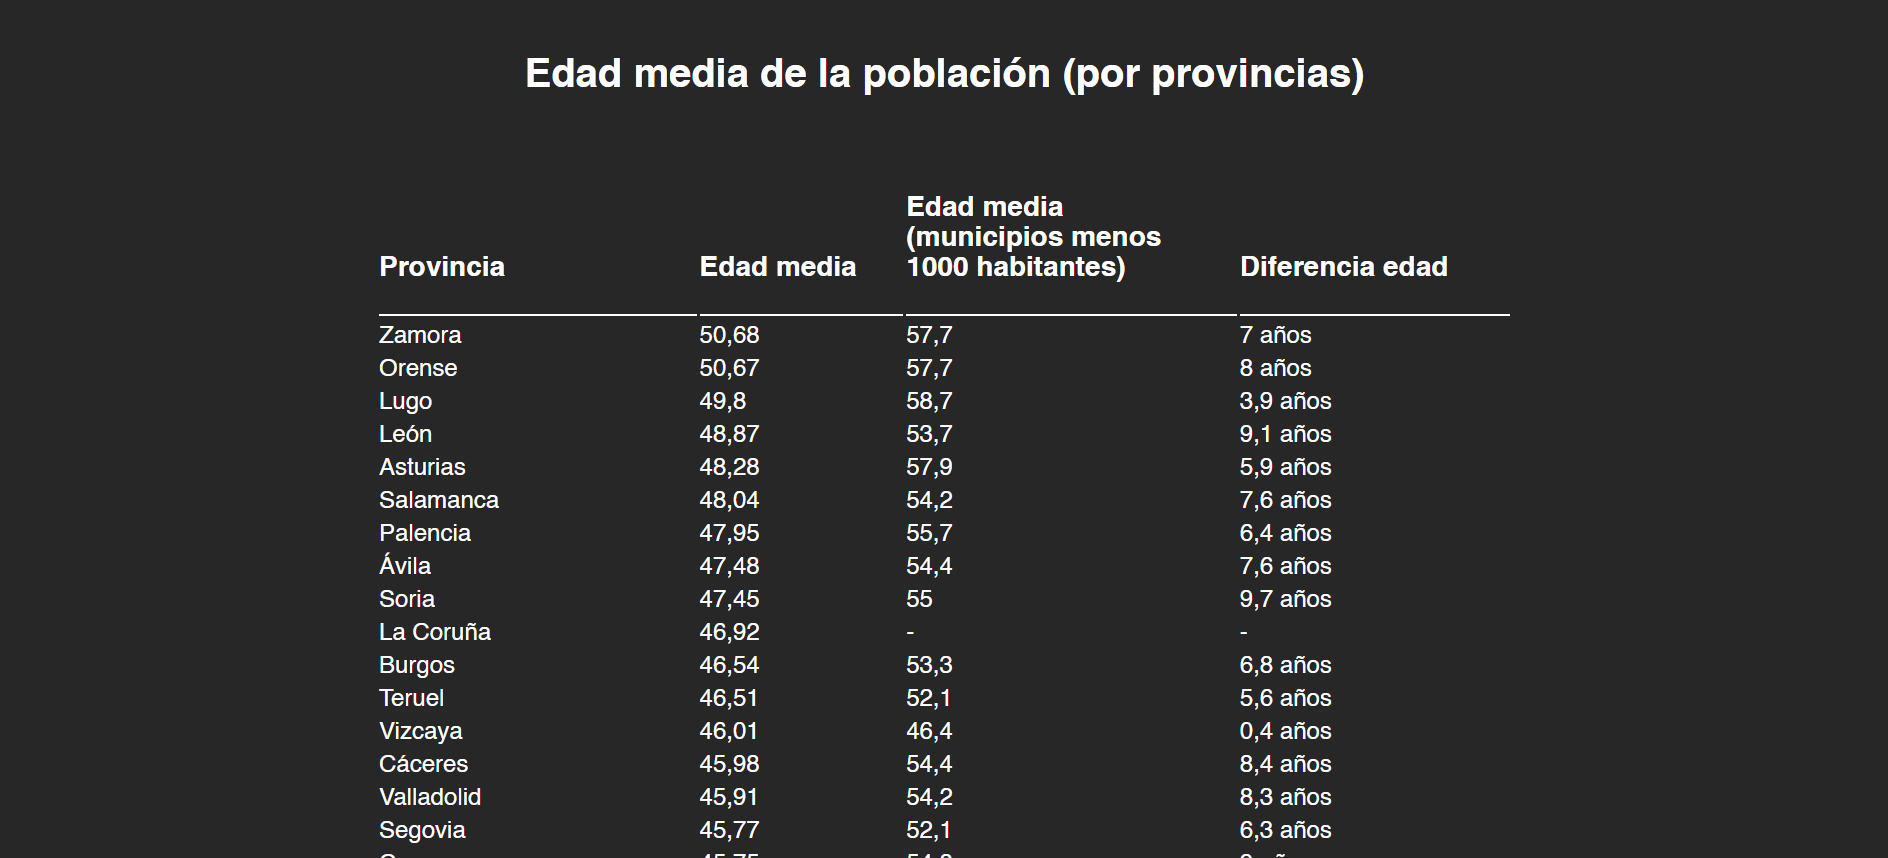 Edad media de la población (por provincias)
Provincia Edad media Edad media (municipios menos 1000 habitantes) Diferencia edad
Zamora 50,68 57,7 7 años
Orense 50,67 57,7 8 años
Lugo 49,8 58,7 3,9 años
León 48,87 53,7 9,1 años
Asturias 48,28 57,9 5,9 años
Salamanca 48,04 54,2 7,6 años
Palencia 47,95 55,7 6,4 años
Ávila 47,48 54,4 7,6 años
Soria 47,45 55 9,7 años
La Coruña 46,92 - -
Burgos 46,54 53,3 6,8 años
Teruel 46,51 52,1 5,6 años
Vizcaya 46,01 46,4 0,4 años
Cáceres 45,98 54,4 8,4 años
Valladolid 45,91 54,2 8,3 años
Segovia 45,77 52,1 6,3 años